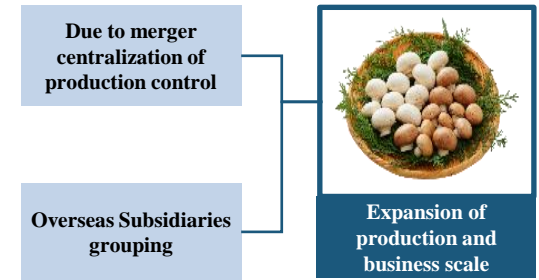 Due to merger
centralization of
production control
Overseas Subsidiaries
grouping
Expansion of
production and
business scale